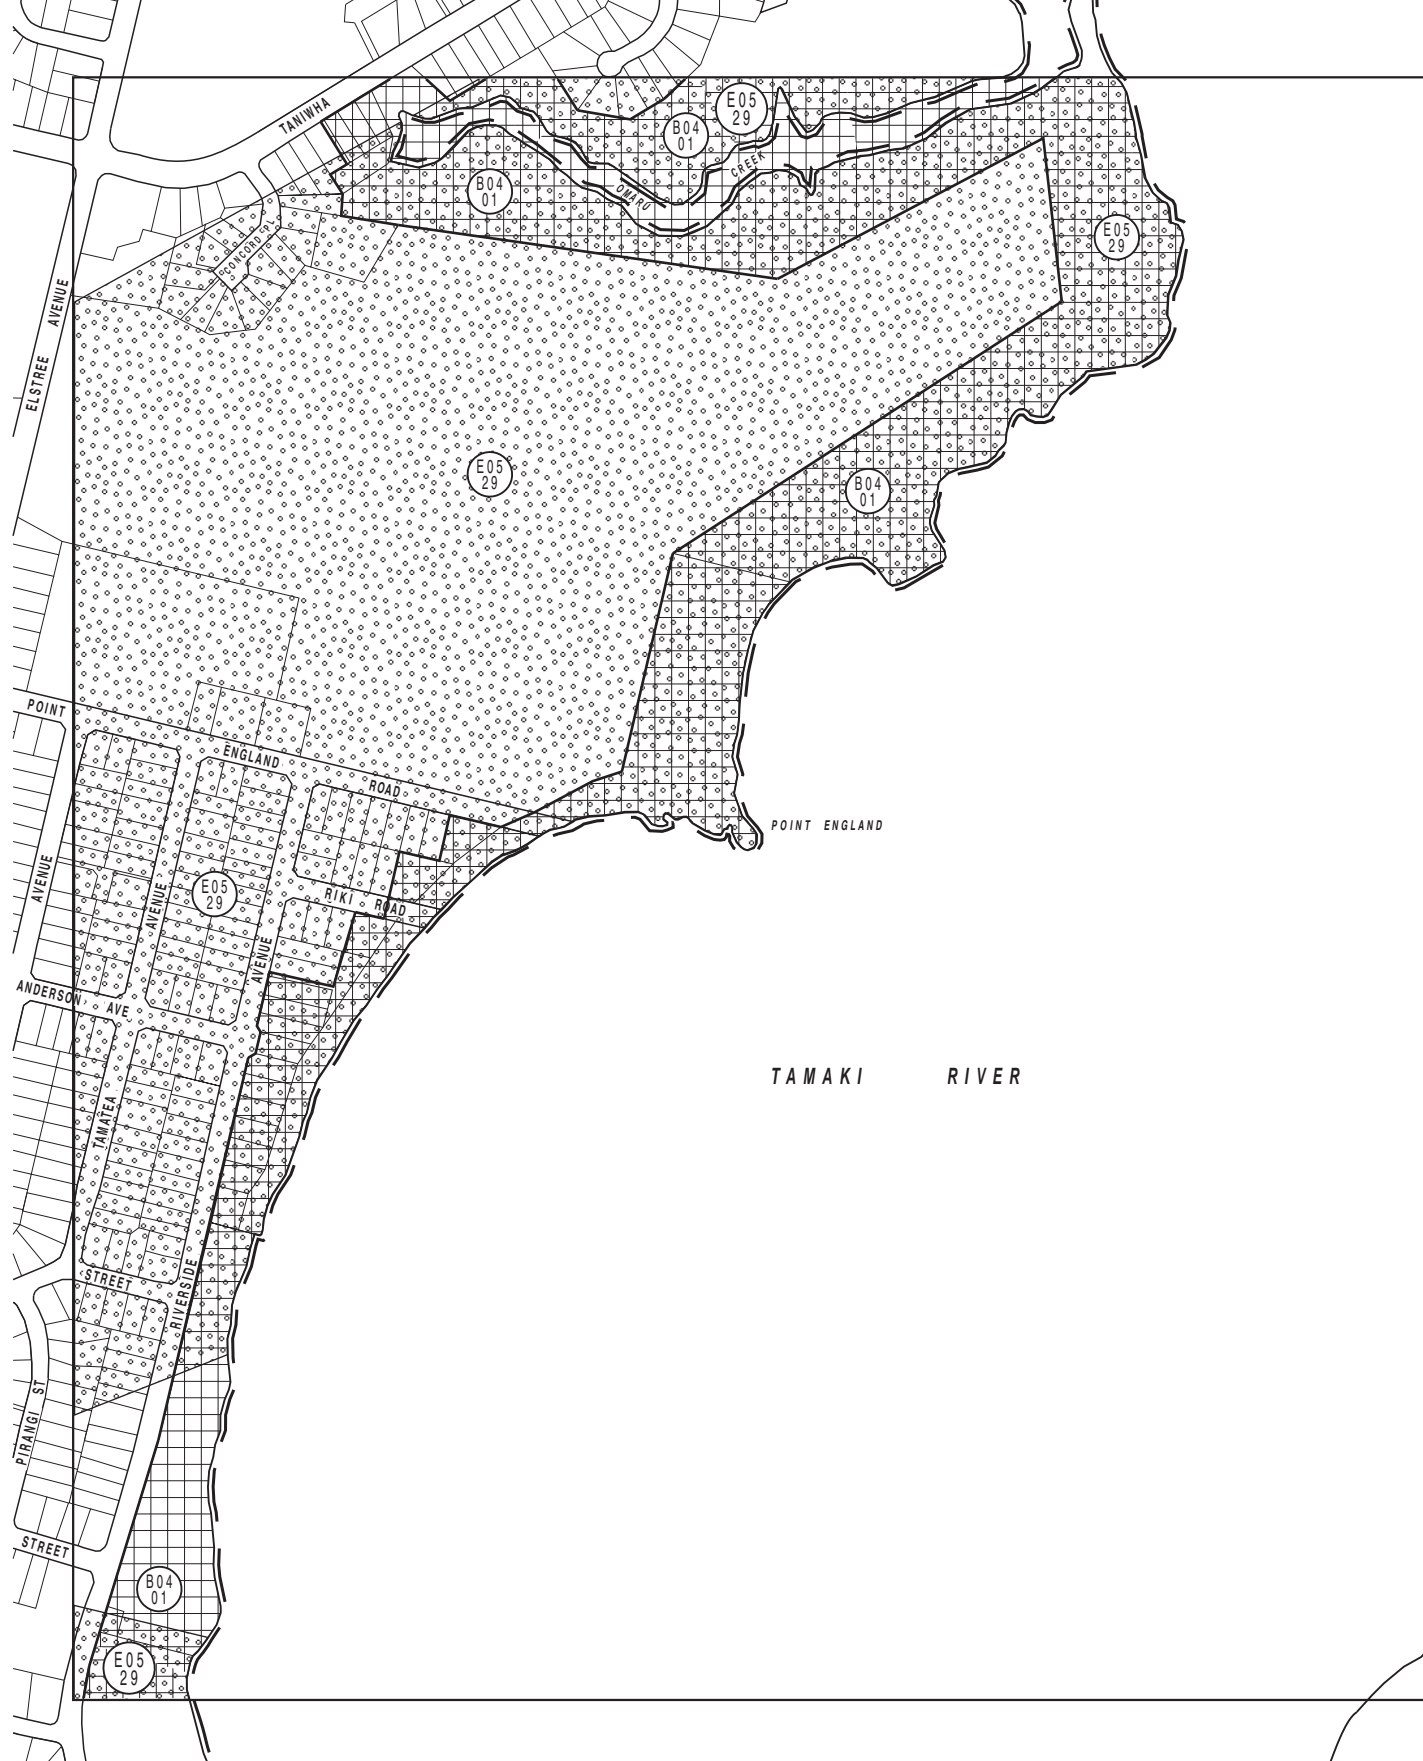 TANIWHA
E05
29
B04
01
CREEK
B04
01
OMARU
CONCORD PL
E05
29
ELSTREE AVENUE
E05
29
B04
01
POINT ENGLAND ROAD
POINT ENGLAND
AVENUE
E05
29
AVENUE
RIKI ROAD
AVENUE
ANDERSON AVE
TAMAKI RIVER
TAMATEA
STREET
RIVERSIDE
PIRANGI ST
STREET
B04
01
E05
29